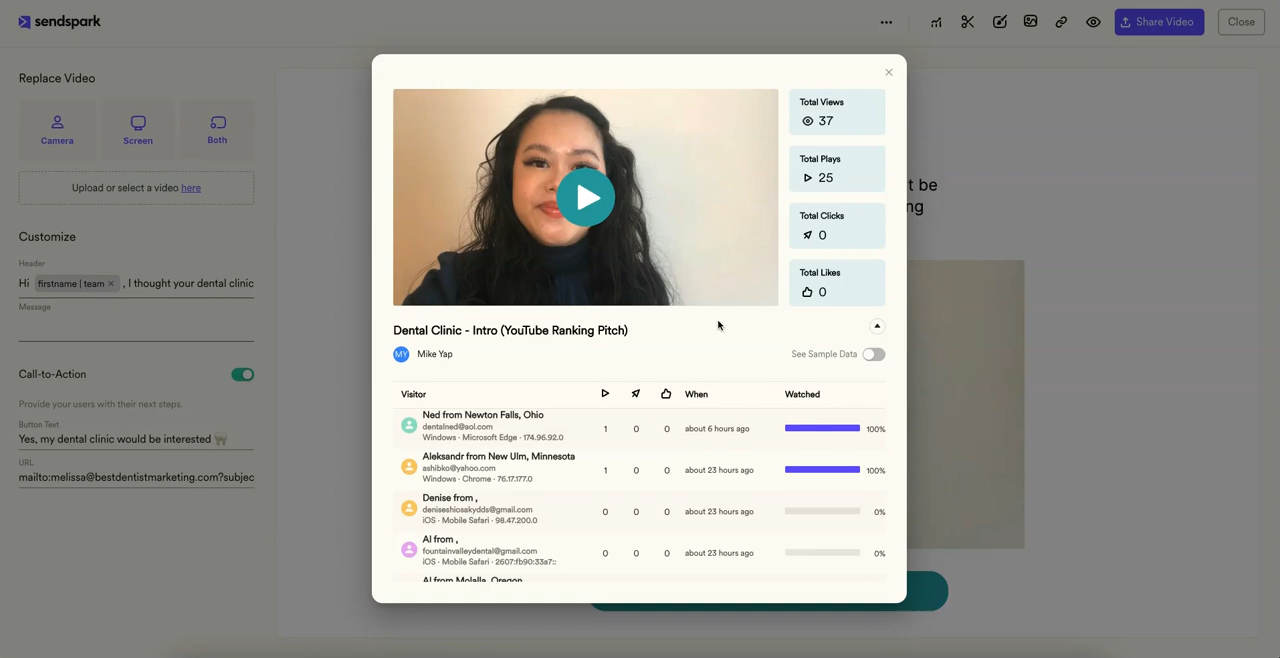 sendspark
Share Video
Close
Replace Video
Camera
Screen
Both
Upload or select a video here
Customize
Header
Hi firstname | team × , I thought your dental clinic
Message
Call-to-Action
Provide your users with their next steps.
Button Text
Yes, my dental clinic would be interested 🦷
URL
mailto:melissa@bestdentistmarketing.com?subjec
t be
ng
Total Views
37
Total Plays
25
Total Clicks
0
Total Likes
0
Dental Clinic - Intro (YouTube Ranking Pitch)
MY Mike Yap
See Sample Data
Visitor When Watched
Ned from Newton Falls, Ohio
dentalned@aol.com
Windows · Microsoft Edge · 174.96.92.0
1 0 0 about 6 hours ago 100%
Aleksandr from New Ulm, Minnesota
ashibko@yahoo.com
Windows · Chrome · 76.17.177.0
1 0 0 about 23 hours ago 100%
Denise from ,
deniseshiosakydds@gmail.com
iOS · Mobile Safari · 98.47.200.0
0 0 0 about 23 hours ago 0%
Al from ,
fountainvalleydental@gmail.com
iOS · Mobile Safari · 2607:fb90:33a7::
0 0 0 about 23 hours ago 0%
Al from Molalla, Oregon